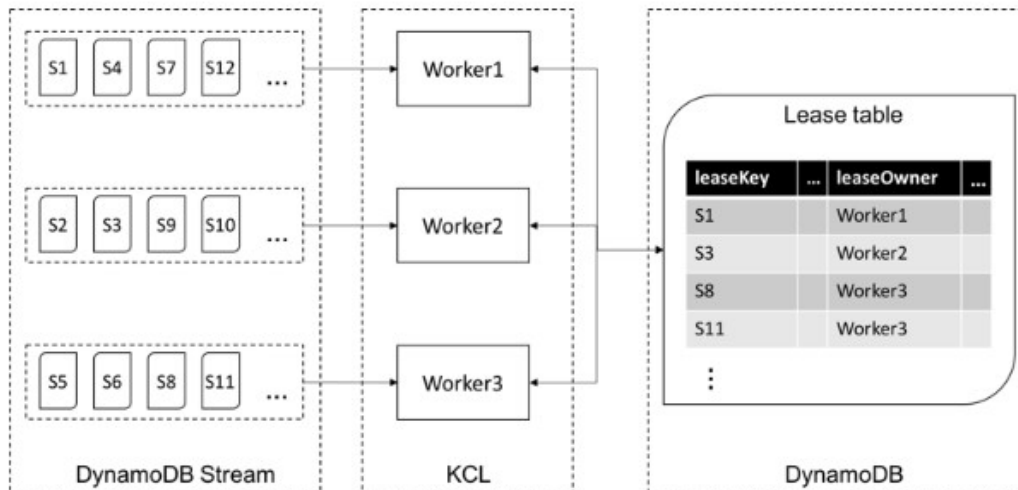 S1 S4 S7 S12 ...
Worker1
S2 S3 S9 S10 ...
Worker2
S5 S6 S8 S11 ...
Worker3
DynamoDB Stream
KCL
Lease table
leaseKey ... leaseOwner ...
S1 Worker1
S3 Worker2
S8 Worker3
S11 Worker3
⋮
DynamoDB